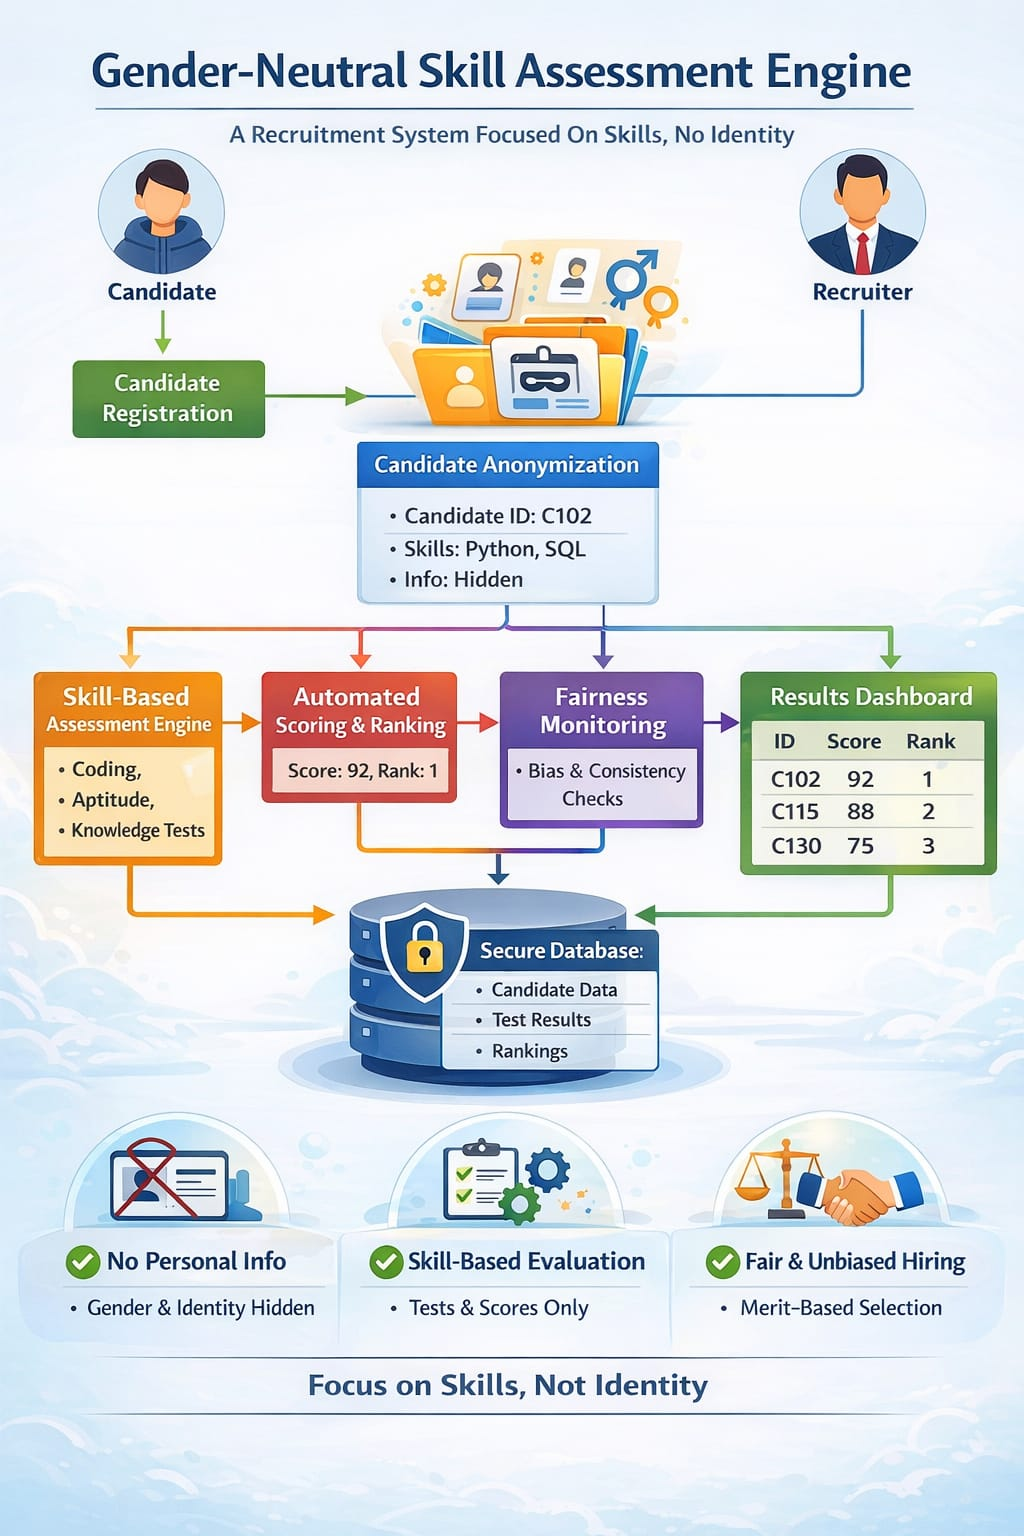 Gender-Neutral Skill Assessment Engine
A Recruitment System Focused On Skills, No Identity
Candidate
Recruiter
Candidate
Registration
Candidate Anonymization
• Candidate ID: C102
• Skills: Python, SQL
• Info: Hidden
Skill-Based
Assessment Engine
• Coding,
• Aptitude,
• Knowledge Tests
Automated
Scoring & Ranking
Score: 92, Rank: 1
Fairness
Monitoring
• Bias & Consistency
Checks
Results Dashboard
ID Score Rank
C102 92 1
C115 88 2
C130 75 3
Secure Database:
• Candidate Data
• Test Results
• Rankings
No Personal Info
• Gender & Identity Hidden
Skill-Based Evaluation
• Tests & Scores Only
Fair & Unbiased Hiring
• Merit-Based Selection
Focus on Skills, Not Identity